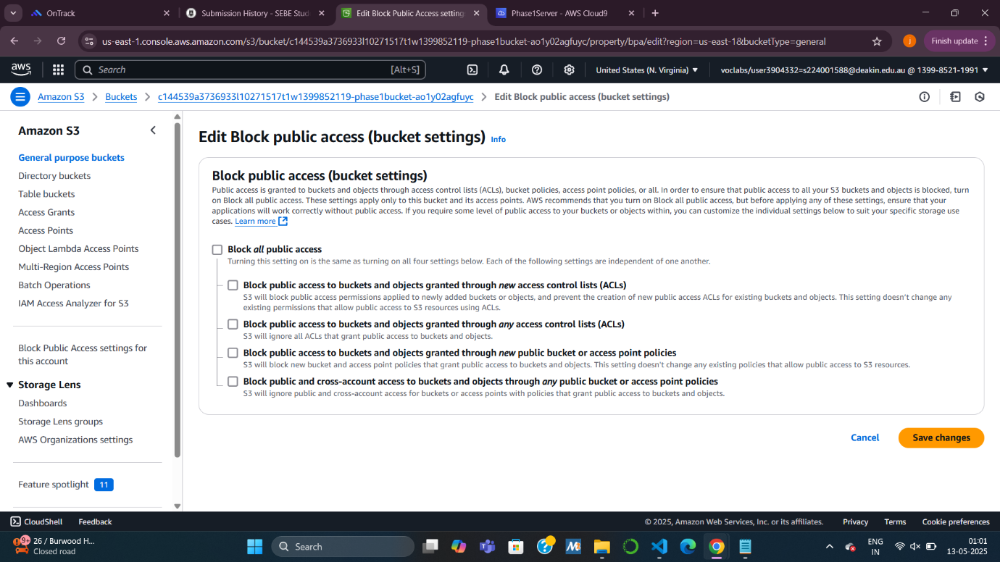 OnTrack
Submission History - SEBE Stud
Edit Block Public Access setting
Phase1Server - AWS Cloud9
us-east-1.console.aws.amazon.com/s3/bucket/c144539a3736933l10271517t1w1399852119-phase1bucket-ao1y02agfuyc/property/bpa/edit?region=us-east-1&bucketType=general
j
Finish update
aws
Search
[Alt+S]
United States (N. Virginia)
voclabs/user3904332=s224001588@deakin.edu.au @ 1399-8521-1991
Amazon S3
Buckets
c144539a3736933l10271517t1w1399852119-phase1bucket-ao1y02agfuyc
Edit Block public access (bucket settings)
Amazon S3
General purpose buckets
Directory buckets
Table buckets
Access Grants
Access Points
Object Lambda Access Points
Multi-Region Access Points
Batch Operations
IAM Access Analyzer for S3
Block Public Access settings for
this account
Storage Lens
Dashboards
Storage Lens groups
AWS Organizations settings
Feature spotlight 11
Edit Block public access (bucket settings) Info
Block public access (bucket settings)
Public access is granted to buckets and objects through access control lists (ACLs), bucket policies, access point policies, or all. In order to ensure that public access to all your S3 buckets and objects is blocked, turn
on Block all public access. These settings apply only to this bucket and its access points. AWS recommends that you turn on Block all public access, but before applying any of these settings, ensure that your
applications will work correctly without public access. If you require some level of public access to your buckets or objects within, you can customize the individual settings below to suit your specific storage use
cases. Learn more
Block all public access
Turning this setting on is the same as turning on all four settings below. Each of the following settings are independent of one another.
Block public access to buckets and objects granted through new access control lists (ACLs)
S3 will block public access permissions applied to newly added buckets or objects, and prevent the creation of new public access ACLs for existing buckets and objects. This setting doesn't change any
existing permissions that allow public access to S3 resources using ACLs.
Block public access to buckets and objects granted through any access control lists (ACLs)
S3 will ignore all ACLs that grant public access to buckets and objects.
Block public access to buckets and objects granted through new public bucket or access point policies
S3 will block new bucket and access point policies that grant public access to buckets and objects. This setting doesn't change any existing policies that allow public access to S3 resources.
Block public and cross-account access to buckets and objects through any public bucket or access point policies
S3 will ignore public and cross-account access for buckets or access points with policies that grant public access to buckets and objects.
Cancel
Save changes
CloudShell
Feedback
© 2025, Amazon Web Services, Inc. or its affiliates.
Privacy
Terms
Cookie preferences
9+
26 / Burwood H...
Closed road
Search
ENG
IN
01:01
13-05-2025